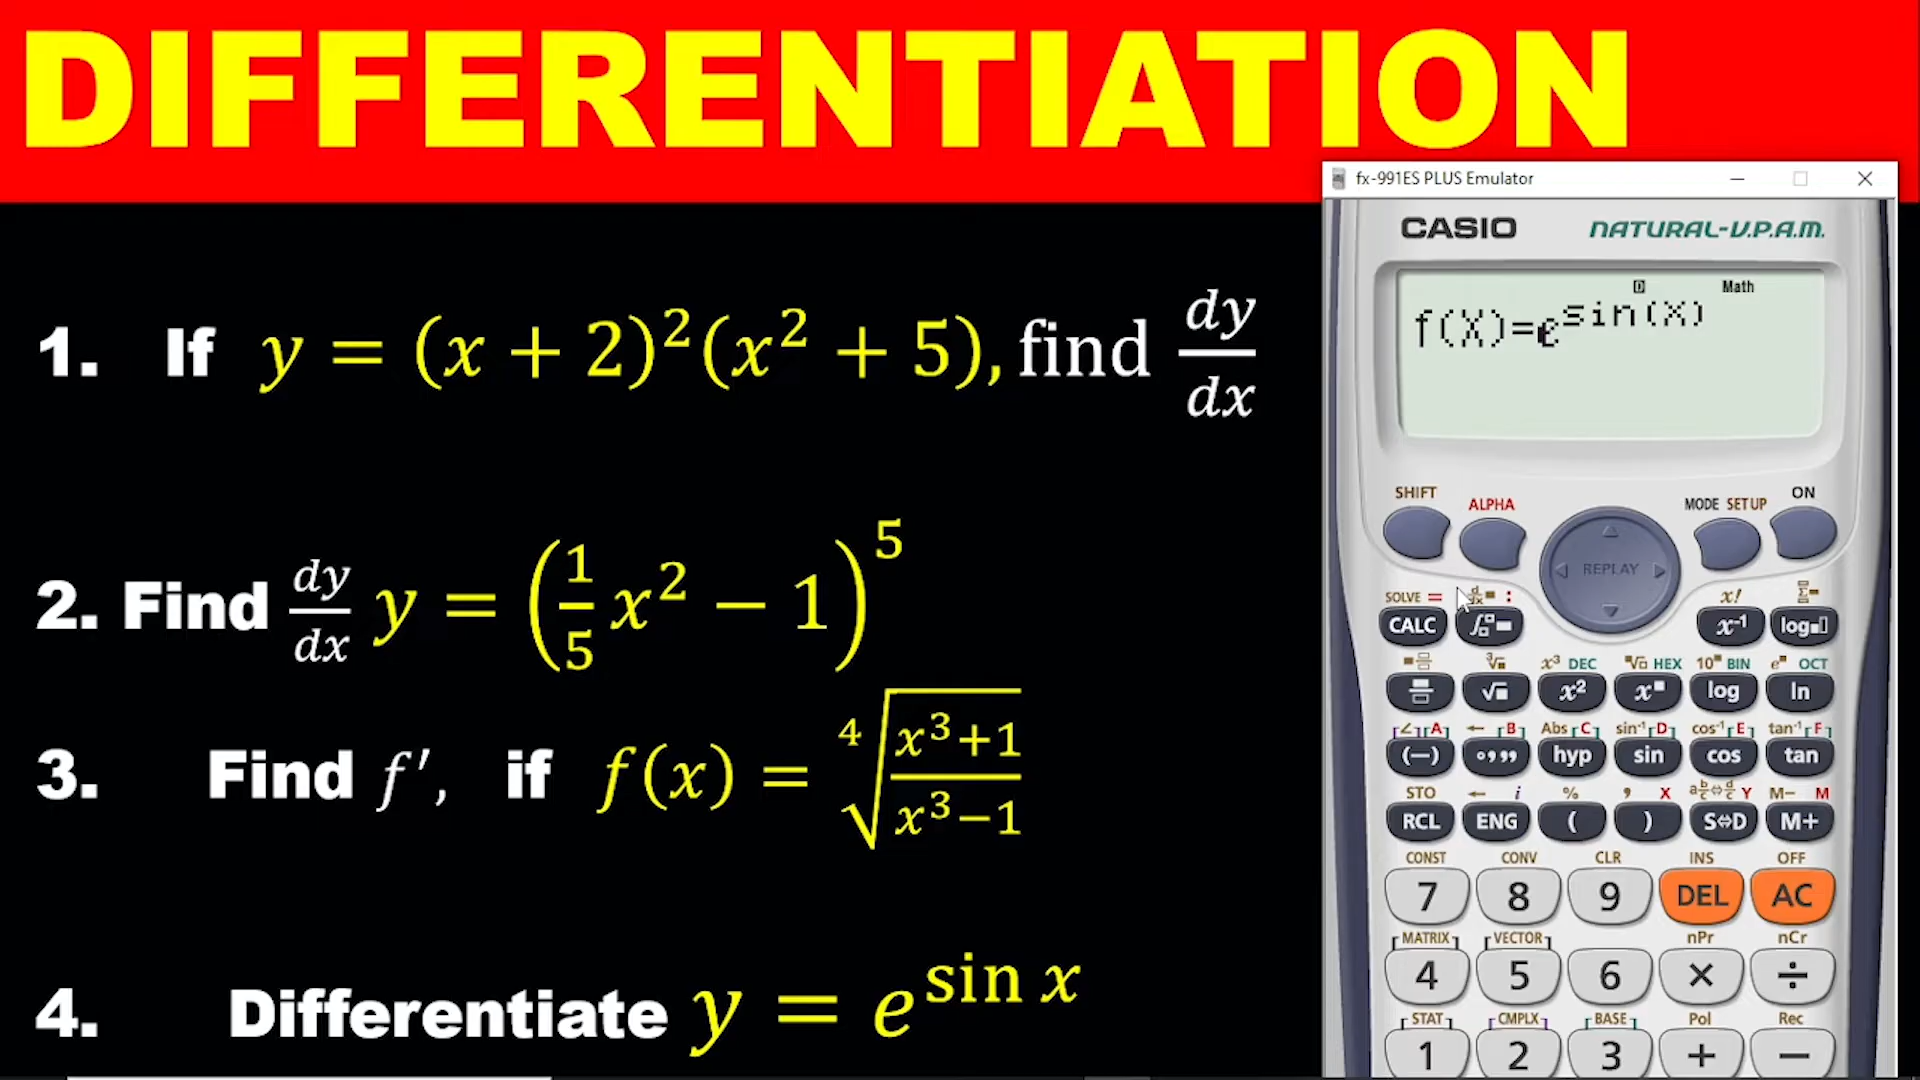 DIFFERENTIATION
1. If y = (x + 2)²(x² + 5), find dy/dx
2. Find dy/dx y = (1/5 x² − 1)⁵
3. Find f′, if f(x) = ⁴√((x³+1)/(x³−1))
4. Differentiate y = e^(sin x)
fx-991ES PLUS Emulator
CASIO NATURAL-V.P.A.M.
D Math
f(X)=e^sin(X)
SHIFT ALPHA MODE SETUP ON
REPLAY
SOLVE = d/dx :  x! Σ
CALC ∫ x⁻¹ log
³√ x³ DEC √ HEX 10 BIN e OCT
√ x² x log ln
∠ A ← B Abs C sin⁻¹ D cos⁻¹ E tan⁻¹ F
(−) °’” hyp sin cos tan
STO ← i % , X a b/c⇔d/c Y M− M
RCL ENG ( ) S⇔D M+
CONST CONV CLR INS OFF
7 8 9 DEL AC
MATRIX VECTOR nPr nCr
4 5 6 × ÷
STAT CMPLX BASE Pol Rec
1 2 3 + −